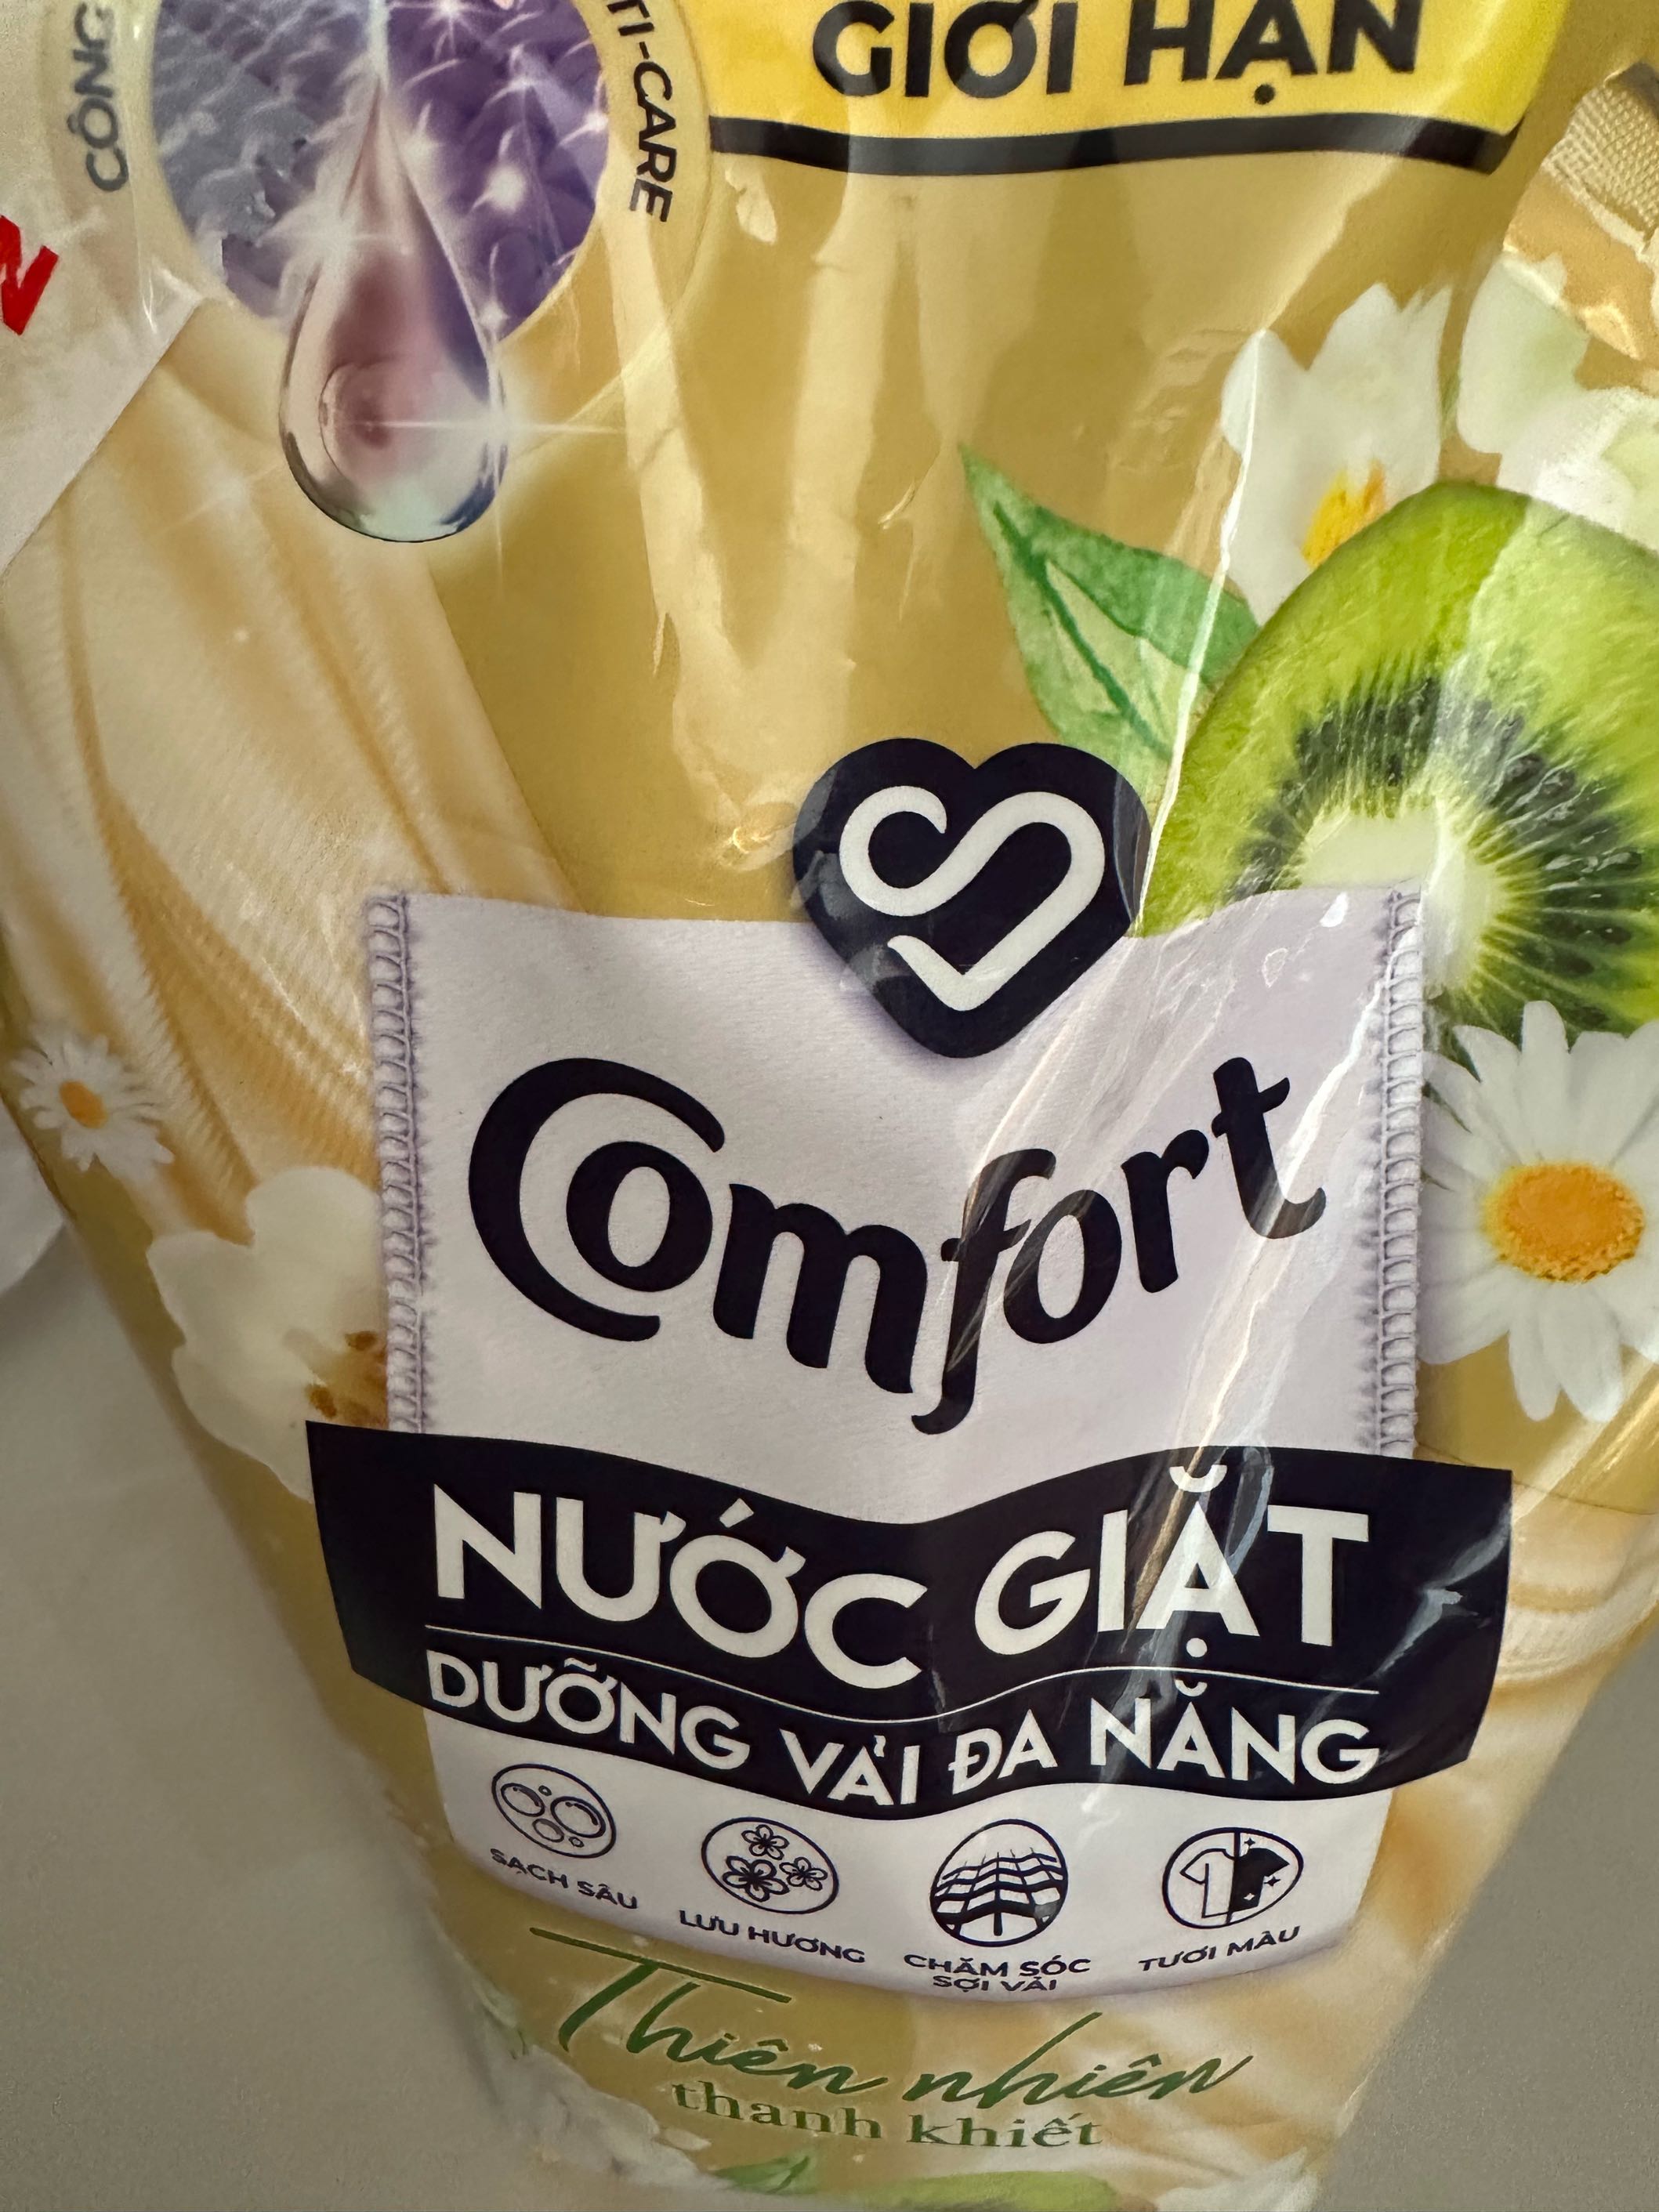 GIỚI HẠN
CÔNG
TI-CARE
N
Comfort
NƯỚC GIẶT
DƯỠNG VẢI ĐA NĂNG
SẠCH SÂU
LƯU HƯƠNG
CHĂM SÓC
SỢI VẢI
TƯƠI MÀU
Thiên nhiên
thanh khiết